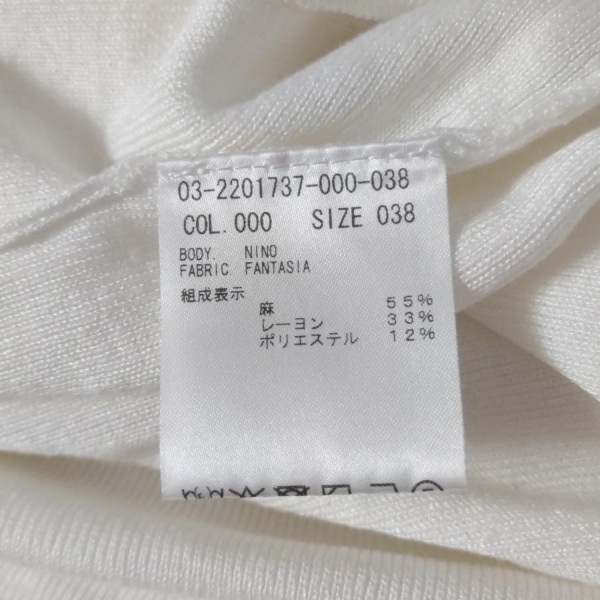 03-2201737-000-038
COL. 000 SIZE 038
BODY. NINO
FABRIC FANTASIA
組成表示
麻 55%
レーヨン 33%
ポリエステル 12%